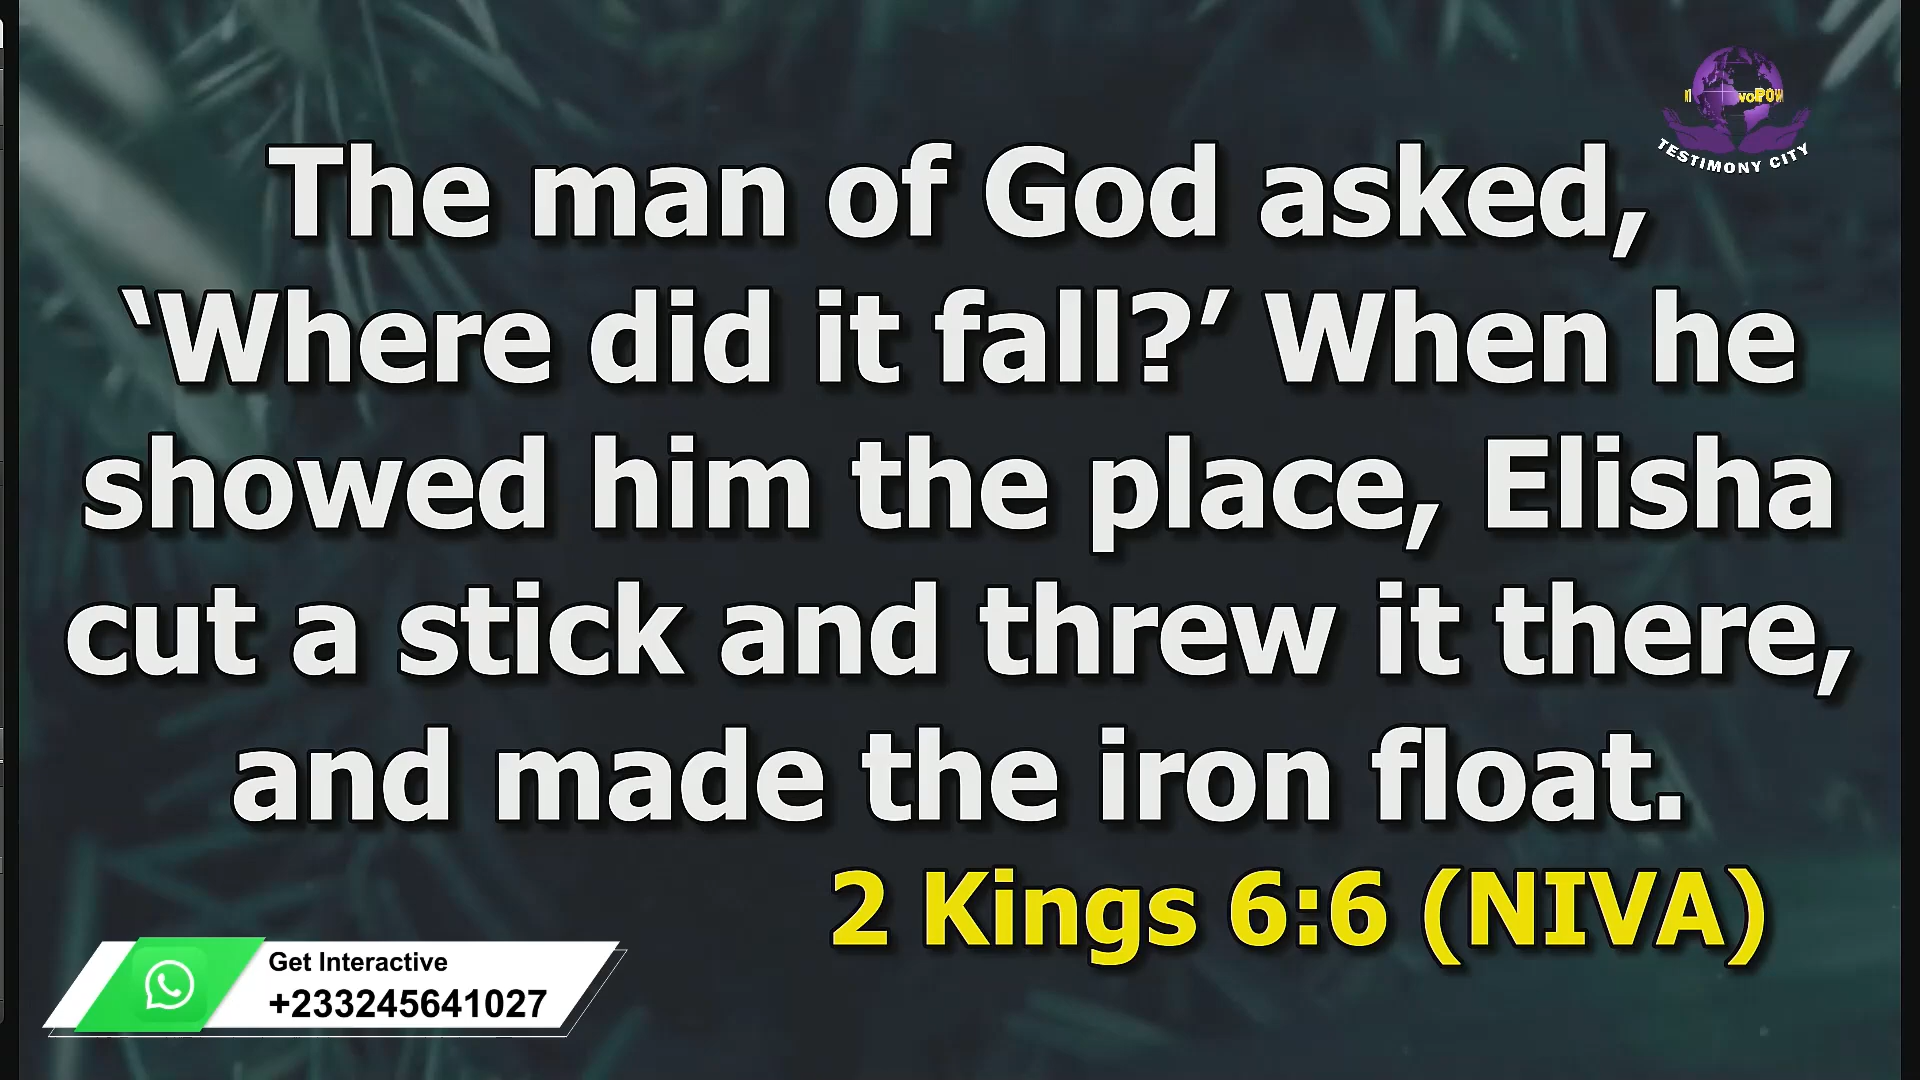 TESTIMONY CITY
The man of God asked,
‘Where did it fall?’ When he
showed him the place, Elisha
cut a stick and threw it there,
and made the iron float.
2 Kings 6:6 (NIVA)
Get Interactive
+233245641027